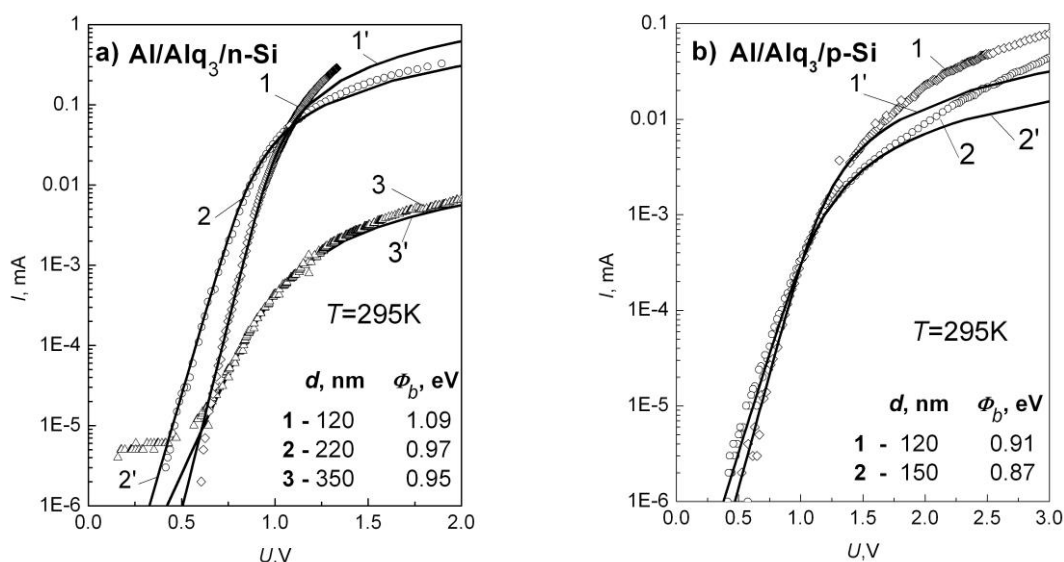 a) Al/Alq₃/n-Si
1
0.1
0.01
1E-3
1E-4
1E-5
1E-6
I, mA
1'
1
2
3
3'
2'
T=295K
d, nm Φb, eV
1 - 120 1.09
2 - 220 0.97
3 - 350 0.95
0.0 0.5 1.0 1.5 2.0
U,V
b) Al/Alq₃/p-Si
0.1
0.01
1E-3
1E-4
1E-5
1E-6
I, mA
1
1'
2
2'
T=295K
d, nm Φb, eV
1 - 120 0.91
2 - 150 0.87
0.0 0.5 1.0 1.5 2.0 2.5 3.0
U,V